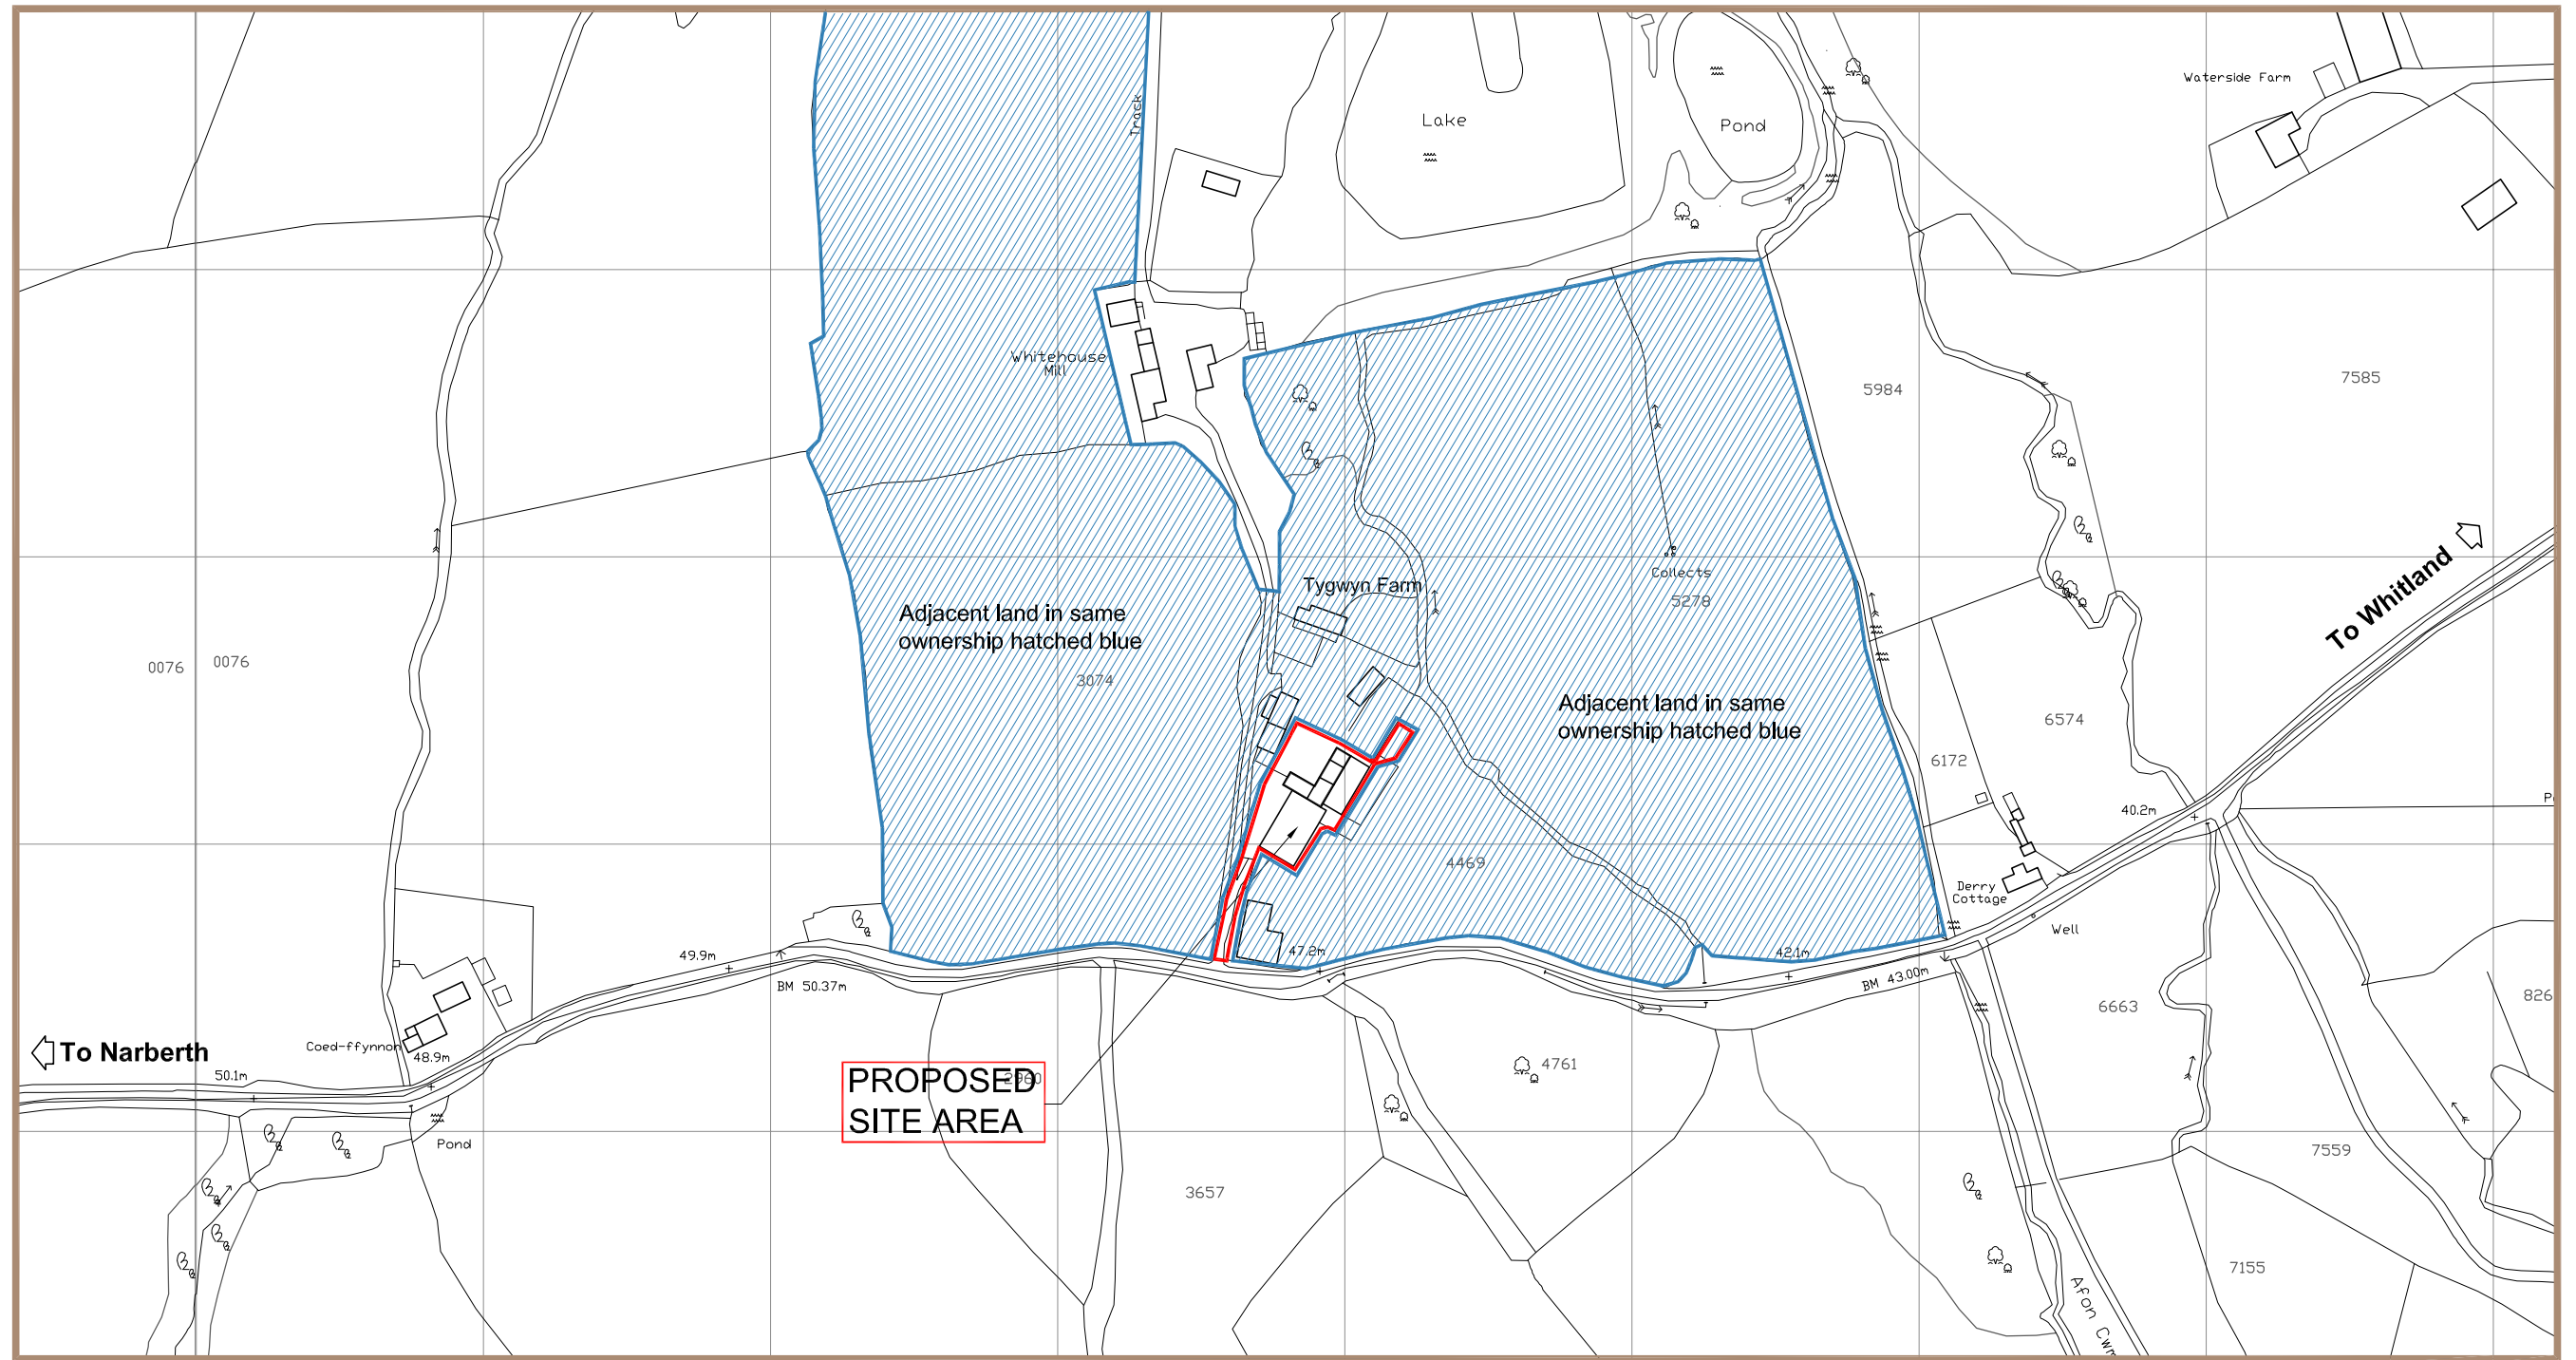 Waterside Farm
Track
Lake
Pond
Whitehouse
Mill
5984
7585
Collects
5278
Tygwyn Farm
To Whitland
Adjacent land in same
ownership hatched blue
0076
0076
3074
Adjacent land in same
ownership hatched blue
6574
6172
40.2m
4469
Derry
Cottage
Well
49.9m
47.2m
42.1m
BM 50.37m
BM 43.00m
6663
826
Coed-ffynnon
48.9m
To Narberth
50.1m
PROPOSED
2960
SITE AREA
4761
Pond
3657
7559
7155
Afon Cwm